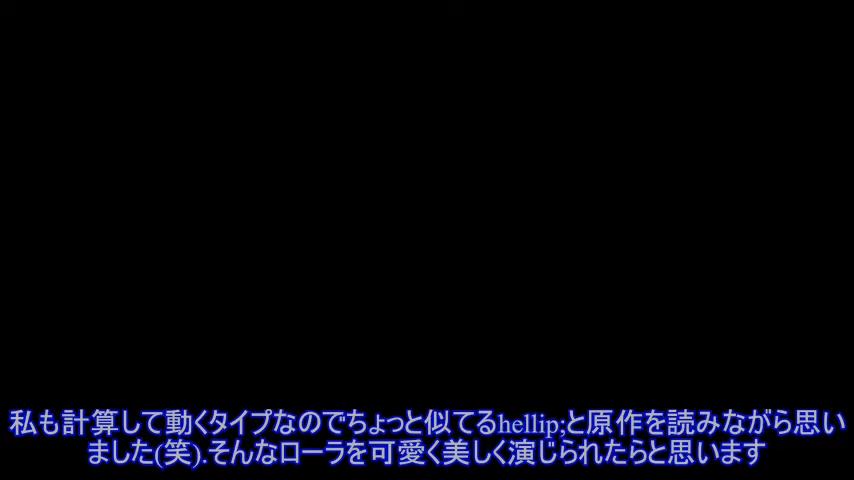 私も計算して動くタイプなのでちょっと似てるhellip;と原作を読みながら思い
ました(笑).そんなローラを可愛く美しく演じられたらと思います